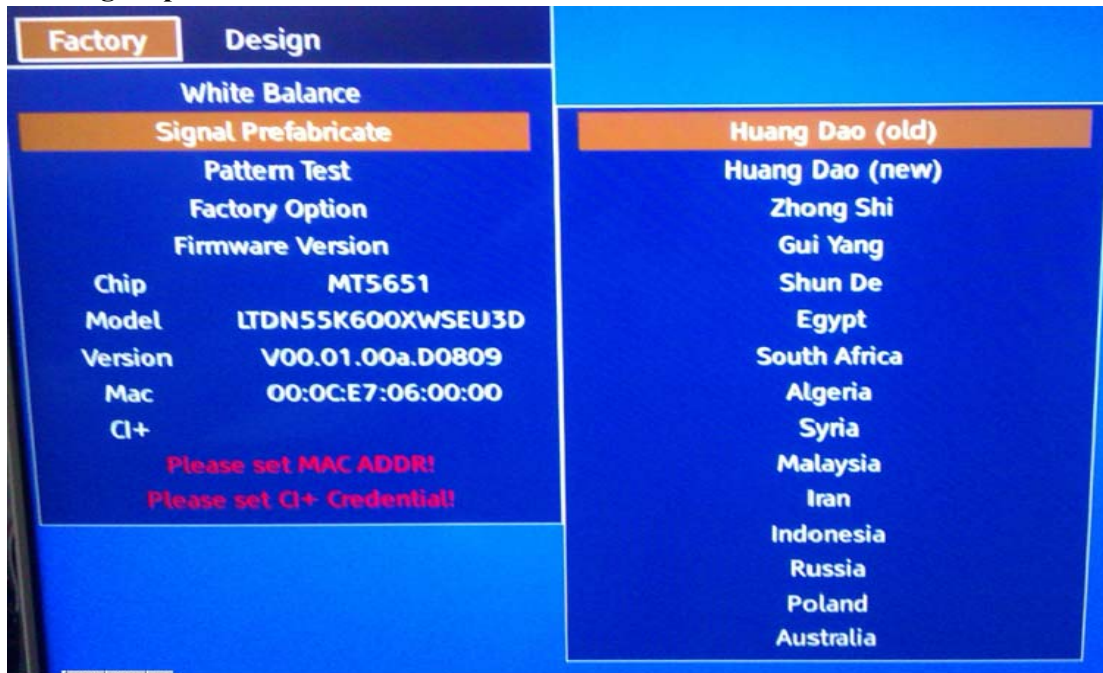 Factory Design
White Balance
Signal Prefabricate
Pattern Test
Factory Option
Firmware Version
Chip MT5651
Model LTDN55K600XWSEU3D
Version V00.01.00a.D0809
Mac 00:0C:E7:06:00:00
CI+
Please set MAC ADDR!
Please set CI+ Credential!
Huang Dao (old)
Huang Dao (new)
Zhong Shi
Gui Yang
Shun De
Egypt
South Africa
Algeria
Syria
Malaysia
Iran
Indonesia
Russia
Poland
Australia